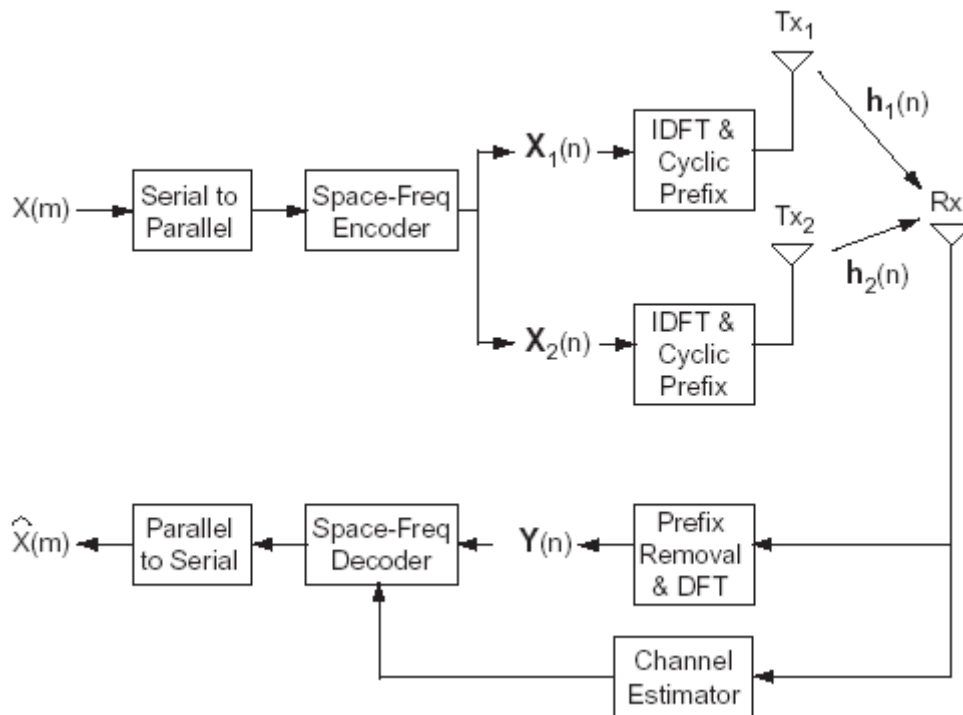 Tx1
h1(n)
X(m)
Serial to
Parallel
Space-Freq
Encoder
X1(n)
IDFT &
Cyclic
Prefix
Rx
Tx2
h2(n)
X2(n)
IDFT &
Cyclic
Prefix
X̂(m)
Parallel
to Serial
Space-Freq
Decoder
Y(n)
Prefix
Removal
& DFT
Channel
Estimator